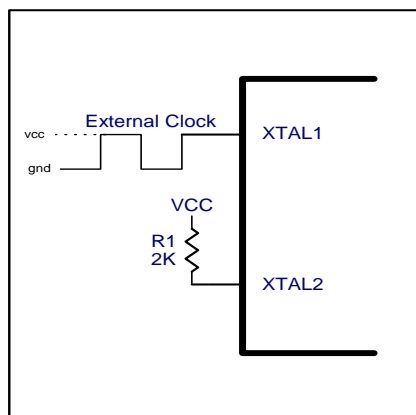 External Clock
vcc
XTAL1
gnd
VCC
R1
2K
XTAL2